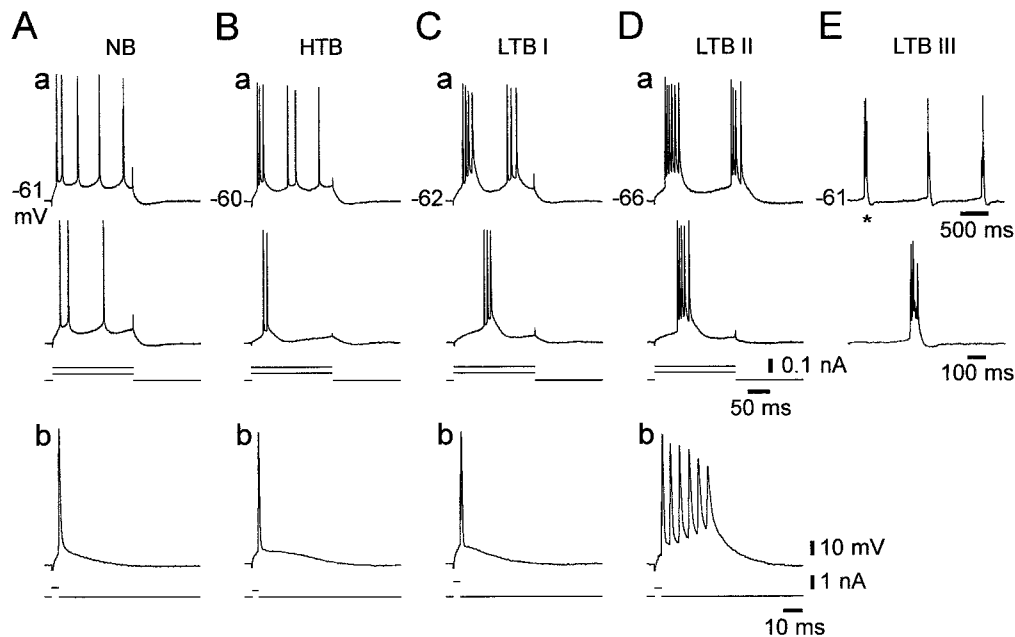 A B C D E
NB HTB LTB I LTB II LTB III
a a a a
-61 mV -60 -62 -66 -61
* 500 ms
0.1 nA 100 ms
50 ms
b b b b
10 mV
1 nA
10 ms